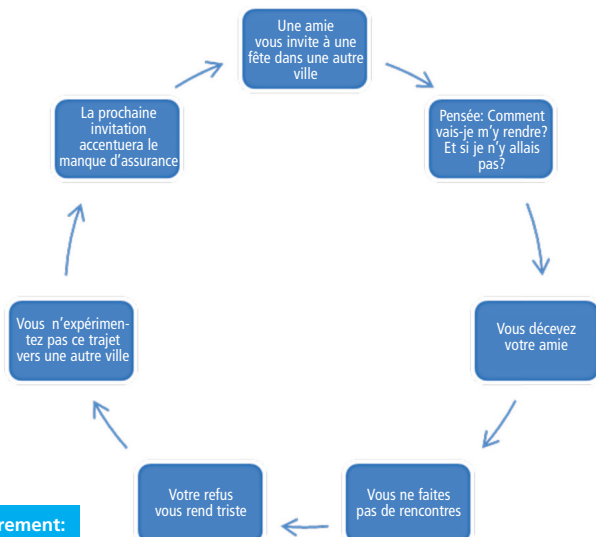 Une amie
vous invite à une
fête dans une autre
ville
Pensée: Comment
vais-je m'y rendre?
Et si je n'y allais
pas?
Vous décevez
votre amie
Vous ne faites
pas de rencontres
Votre refus
vous rend triste
Vous n'expérimen-
tez pas ce trajet
vers une autre ville
La prochaine
invitation
accentuera le
manque d'assurance
rement: